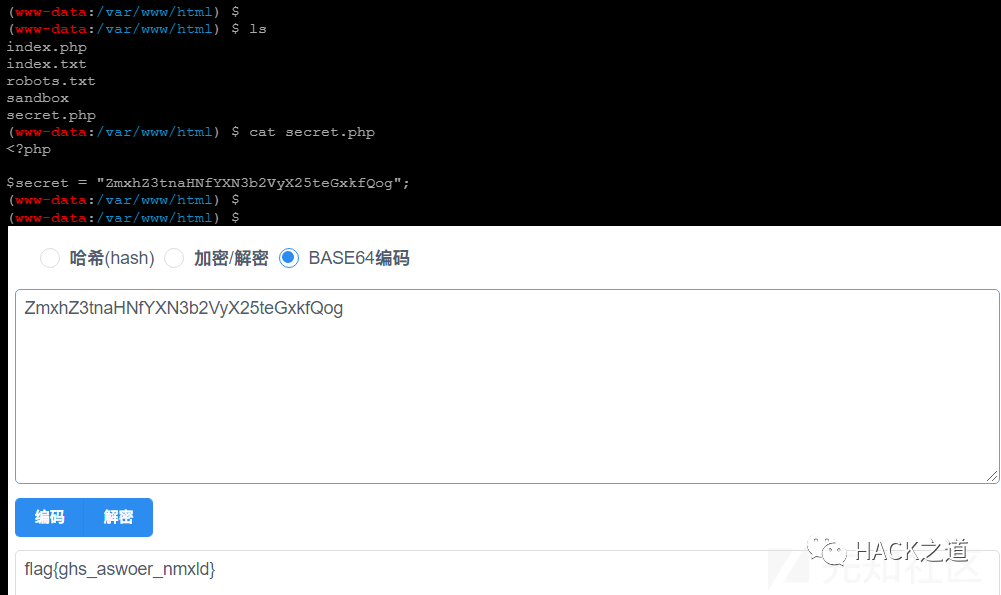 (www-data:/var/www/html) $
(www-data:/var/www/html) $ ls
index.php
index.txt
robots.txt
sandbox
secret.php
(www-data:/var/www/html) $ cat secret.php
<?php
$secret = "ZmxhZ3tnaHNfYXN3b2VyX25teGxkfQog";
(www-data:/var/www/html) $
(www-data:/var/www/html) $
哈希(hash) 加密/解密 BASE64编码
ZmxhZ3tnaHNfYXN3b2VyX25teGxkfQog
编码 解密
flag{ghs_aswoer_nmxld}
HACK之道
先知社区